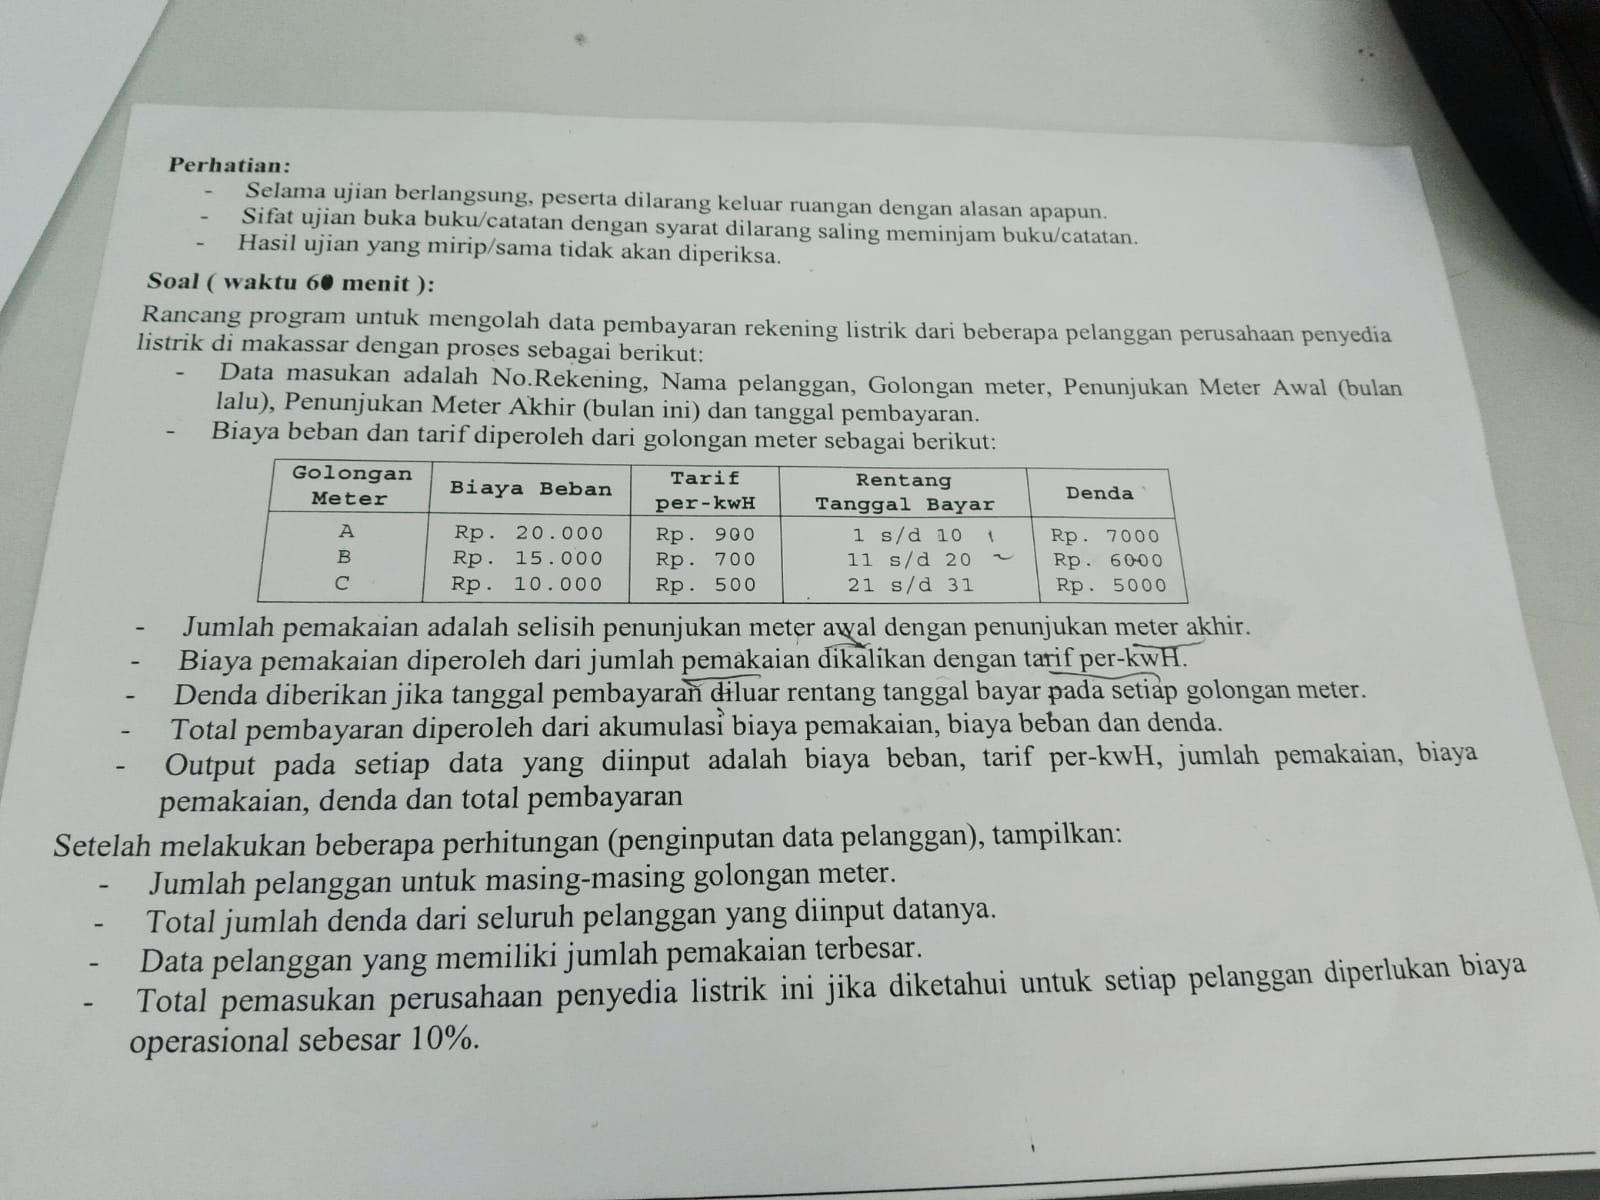 Perhatian:
- Selama ujian berlangsung, peserta dilarang keluar ruangan dengan alasan apapun.
- Sifat ujian buka buku/catatan dengan syarat dilarang saling meminjam buku/catatan.
- Hasil ujian yang mirip/sama tidak akan diperiksa.
Soal ( waktu 60 menit ):
Rancang program untuk mengolah data pembayaran rekening listrik dari beberapa pelanggan perusahaan penyedia
listrik di makassar dengan proses sebagai berikut:
- Data masukan adalah No.Rekening, Nama pelanggan, Golongan meter, Penunjukan Meter Awal (bulan
lalu), Penunjukan Meter Akhir (bulan ini) dan tanggal pembayaran.
- Biaya beban dan tarif diperoleh dari golongan meter sebagai berikut:
Golongan Meter | Biaya Beban | Tarif per-kwH | Rentang Tanggal Bayar | Denda
A | Rp. 20.000 | Rp. 900 | 1 s/d 10 | Rp. 7000
B | Rp. 15.000 | Rp. 700 | 11 s/d 20 | Rp. 6000
C | Rp. 10.000 | Rp. 500 | 21 s/d 31 | Rp. 5000
- Jumlah pemakaian adalah selisih penunjukan meter awal dengan penunjukan meter akhir.
- Biaya pemakaian diperoleh dari jumlah pemakaian dikalikan dengan tarif per-kwH.
- Denda diberikan jika tanggal pembayaran diluar rentang tanggal bayar pada setiap golongan meter.
- Total pembayaran diperoleh dari akumulasi biaya pemakaian, biaya beban dan denda.
- Output pada setiap data yang diinput adalah biaya beban, tarif per-kwH, jumlah pemakaian, biaya
pemakaian, denda dan total pembayaran
Setelah melakukan beberapa perhitungan (penginputan data pelanggan), tampilkan:
- Jumlah pelanggan untuk masing-masing golongan meter.
- Total jumlah denda dari seluruh pelanggan yang diinput datanya.
- Data pelanggan yang memiliki jumlah pemakaian terbesar.
- Total pemasukan perusahaan penyedia listrik ini jika diketahui untuk setiap pelanggan diperlukan biaya
operasional sebesar 10%.